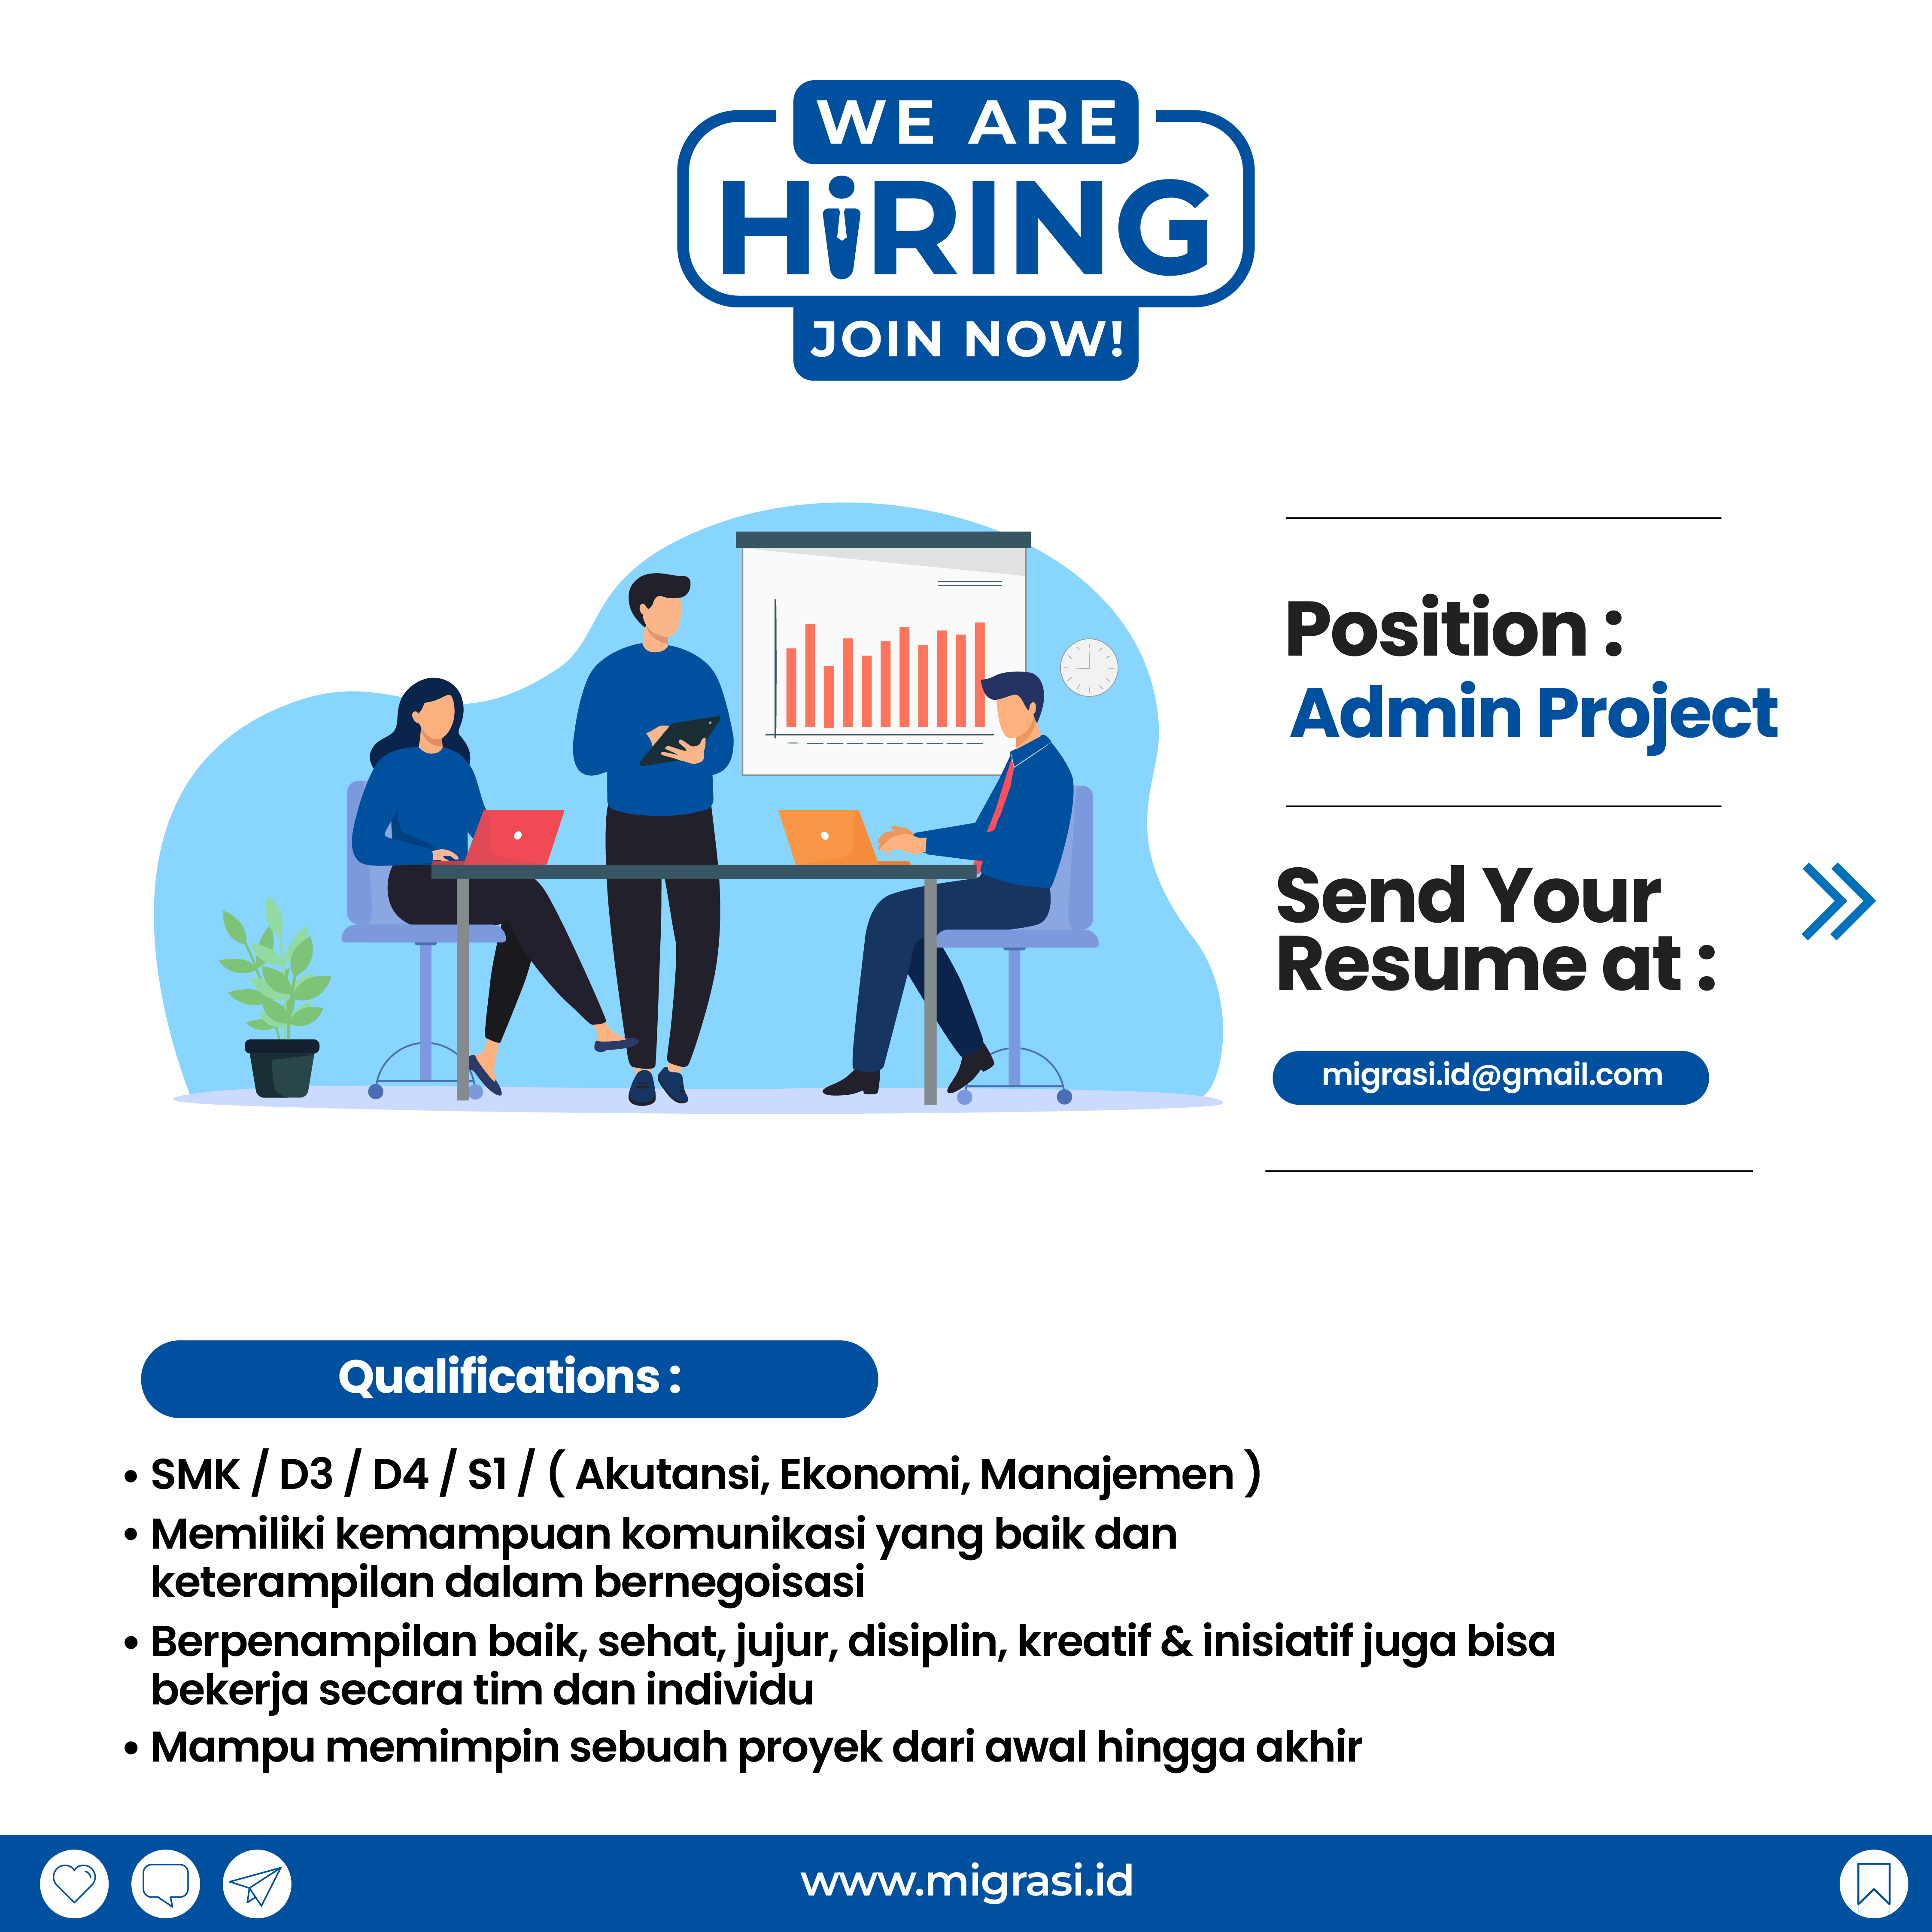 WE ARE
HiRING
JOIN NOW!
Position :
Admin Project
Send Your
Resume at :
migrasi.id@gmail.com
Qualifications :
• SMK / D3 / D4 / S1 / ( Akutansi, Ekonomi, Manajemen )
• Memiliki kemampuan komunikasi yang baik dan
keterampilan dalam bernegoisasi
• Berpenampilan baik, sehat, jujur, disiplin, kreatif & inisiatif juga bisa
bekerja secara tim dan individu
• Mampu memimpin sebuah proyek dari awal hingga akhir
www.migrasi.id